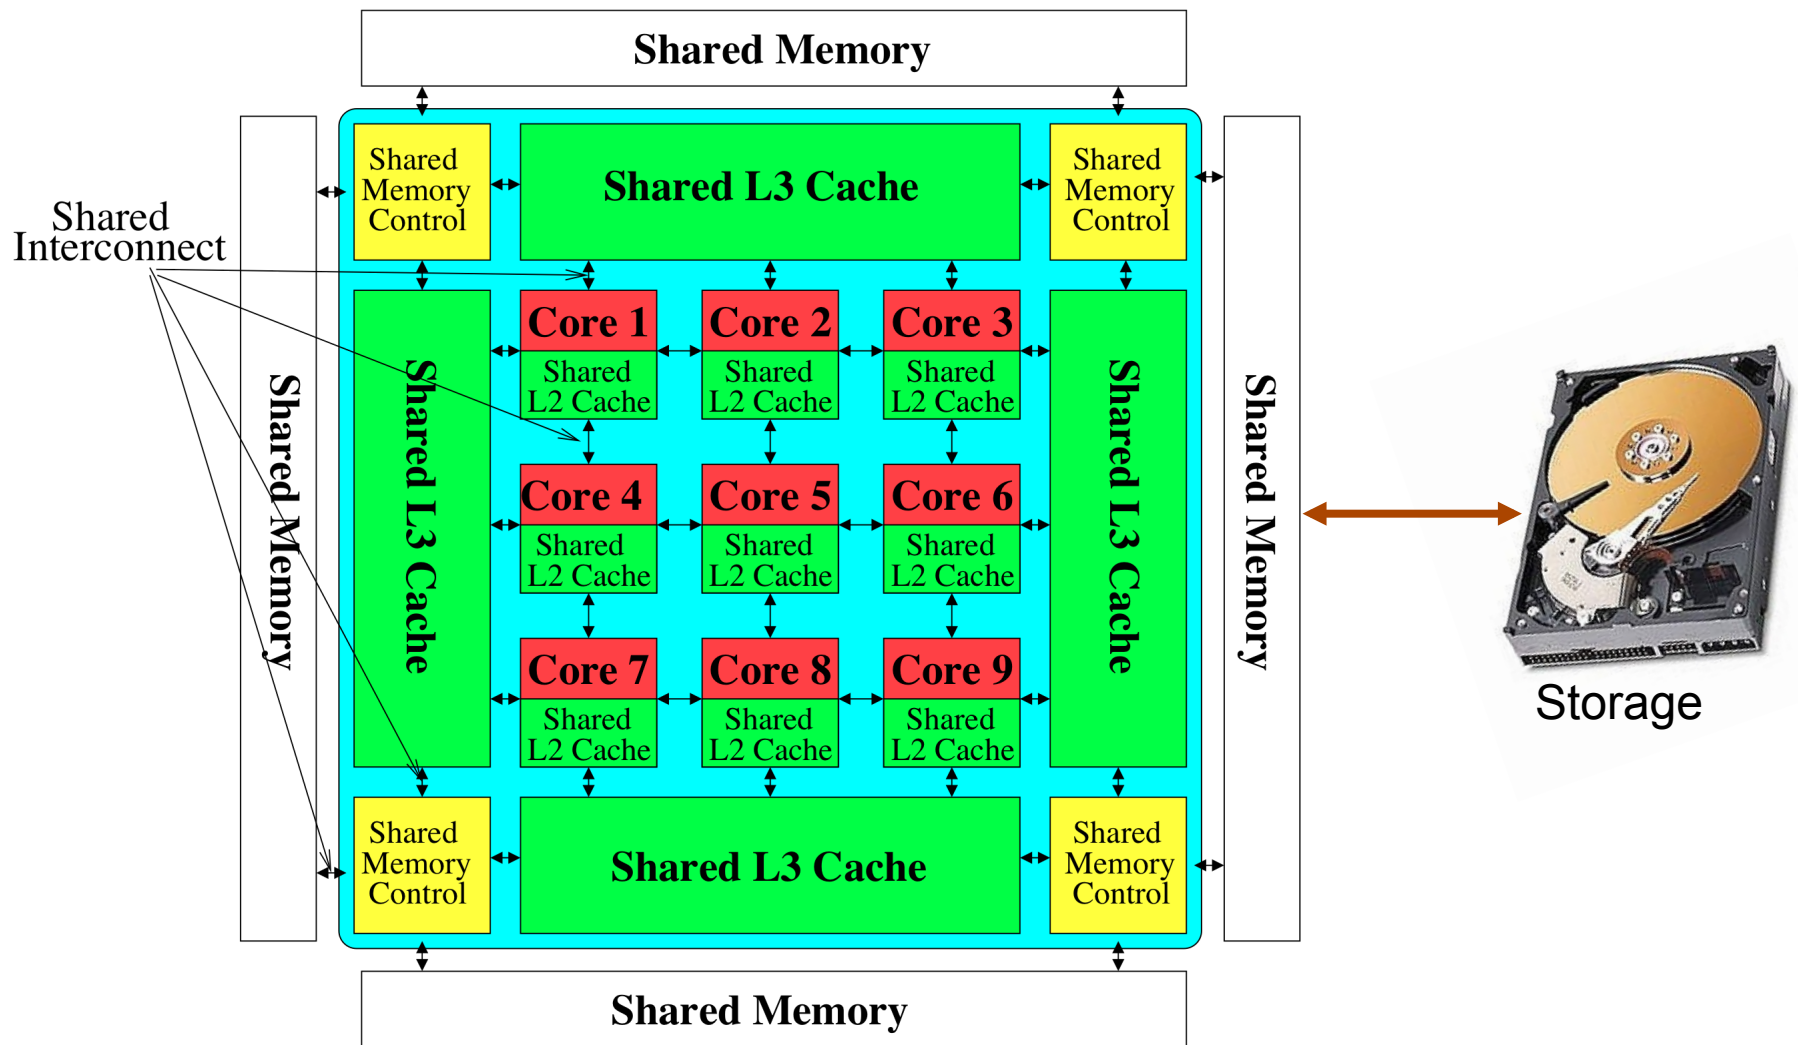 Shared Memory
Shared
Memory
Control
Shared L3 Cache
Shared
Memory
Control
Shared
Interconnect
Shared Memory
Shared L3 Cache
Core 1
Shared
L2 Cache
Core 2
Shared
L2 Cache
Core 3
Shared
L2 Cache
Core 4
Shared
L2 Cache
Core 5
Shared
L2 Cache
Core 6
Shared
L2 Cache
Core 7
Shared
L2 Cache
Core 8
Shared
L2 Cache
Core 9
Shared
L2 Cache
Shared L3 Cache
Shared Memory
Storage
Shared
Memory
Control
Shared L3 Cache
Shared
Memory
Control
Shared Memory